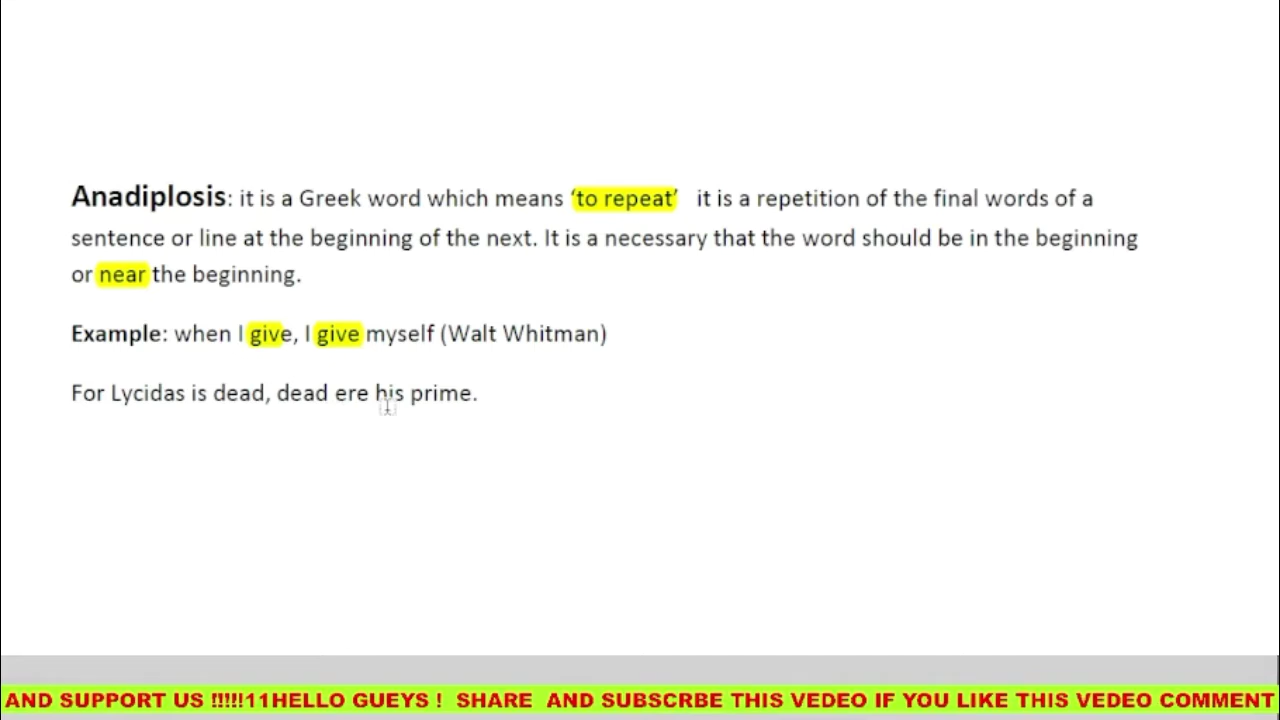 Anadiplosis: it is a Greek word which means ‘to repeat’ it is a repetition of the final words of a
sentence or line at the beginning of the next. It is a necessary that the word should be in the beginning
or near the beginning.
Example: when I give, I give myself (Walt Whitman)
For Lycidas is dead, dead ere his prime.
AND SUPPORT US !!!!!11HELLO GUEYS ! SHARE AND SUBSCRBE THIS VEDEO IF YOU LIKE THIS VEDEO COMMENT